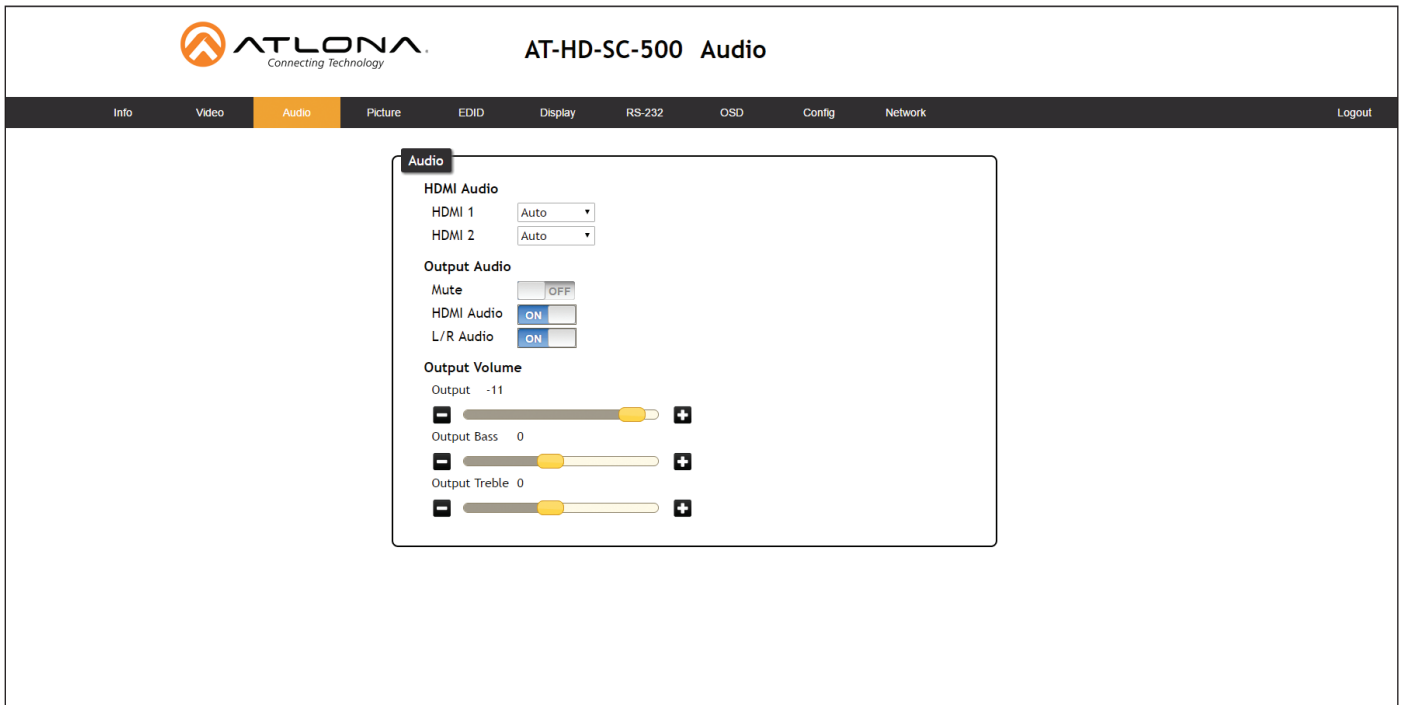 ATLONA.
Connecting Technology
AT-HD-SC-500 Audio
Info Video Audio Picture EDID Display RS-232 OSD Config Network Logout
Audio
HDMI Audio
HDMI 1 Auto
HDMI 2 Auto
Output Audio
Mute OFF
HDMI Audio ON
L/R Audio ON
Output Volume
Output -11
Output Bass 0
Output Treble 0